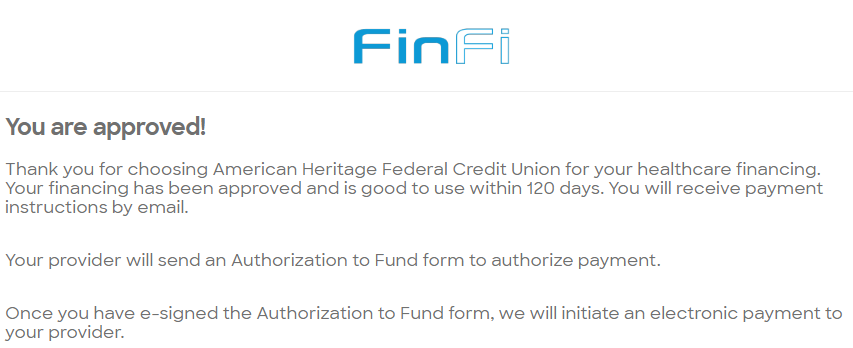 FinFi
You are approved!
Thank you for choosing American Heritage Federal Credit Union for your healthcare financing.
Your financing has been approved and is good to use within 120 days. You will receive payment
instructions by email.
Your provider will send an Authorization to Fund form to authorize payment.
Once you have e-signed the Authorization to Fund form, we will initiate an electronic payment to
your provider.